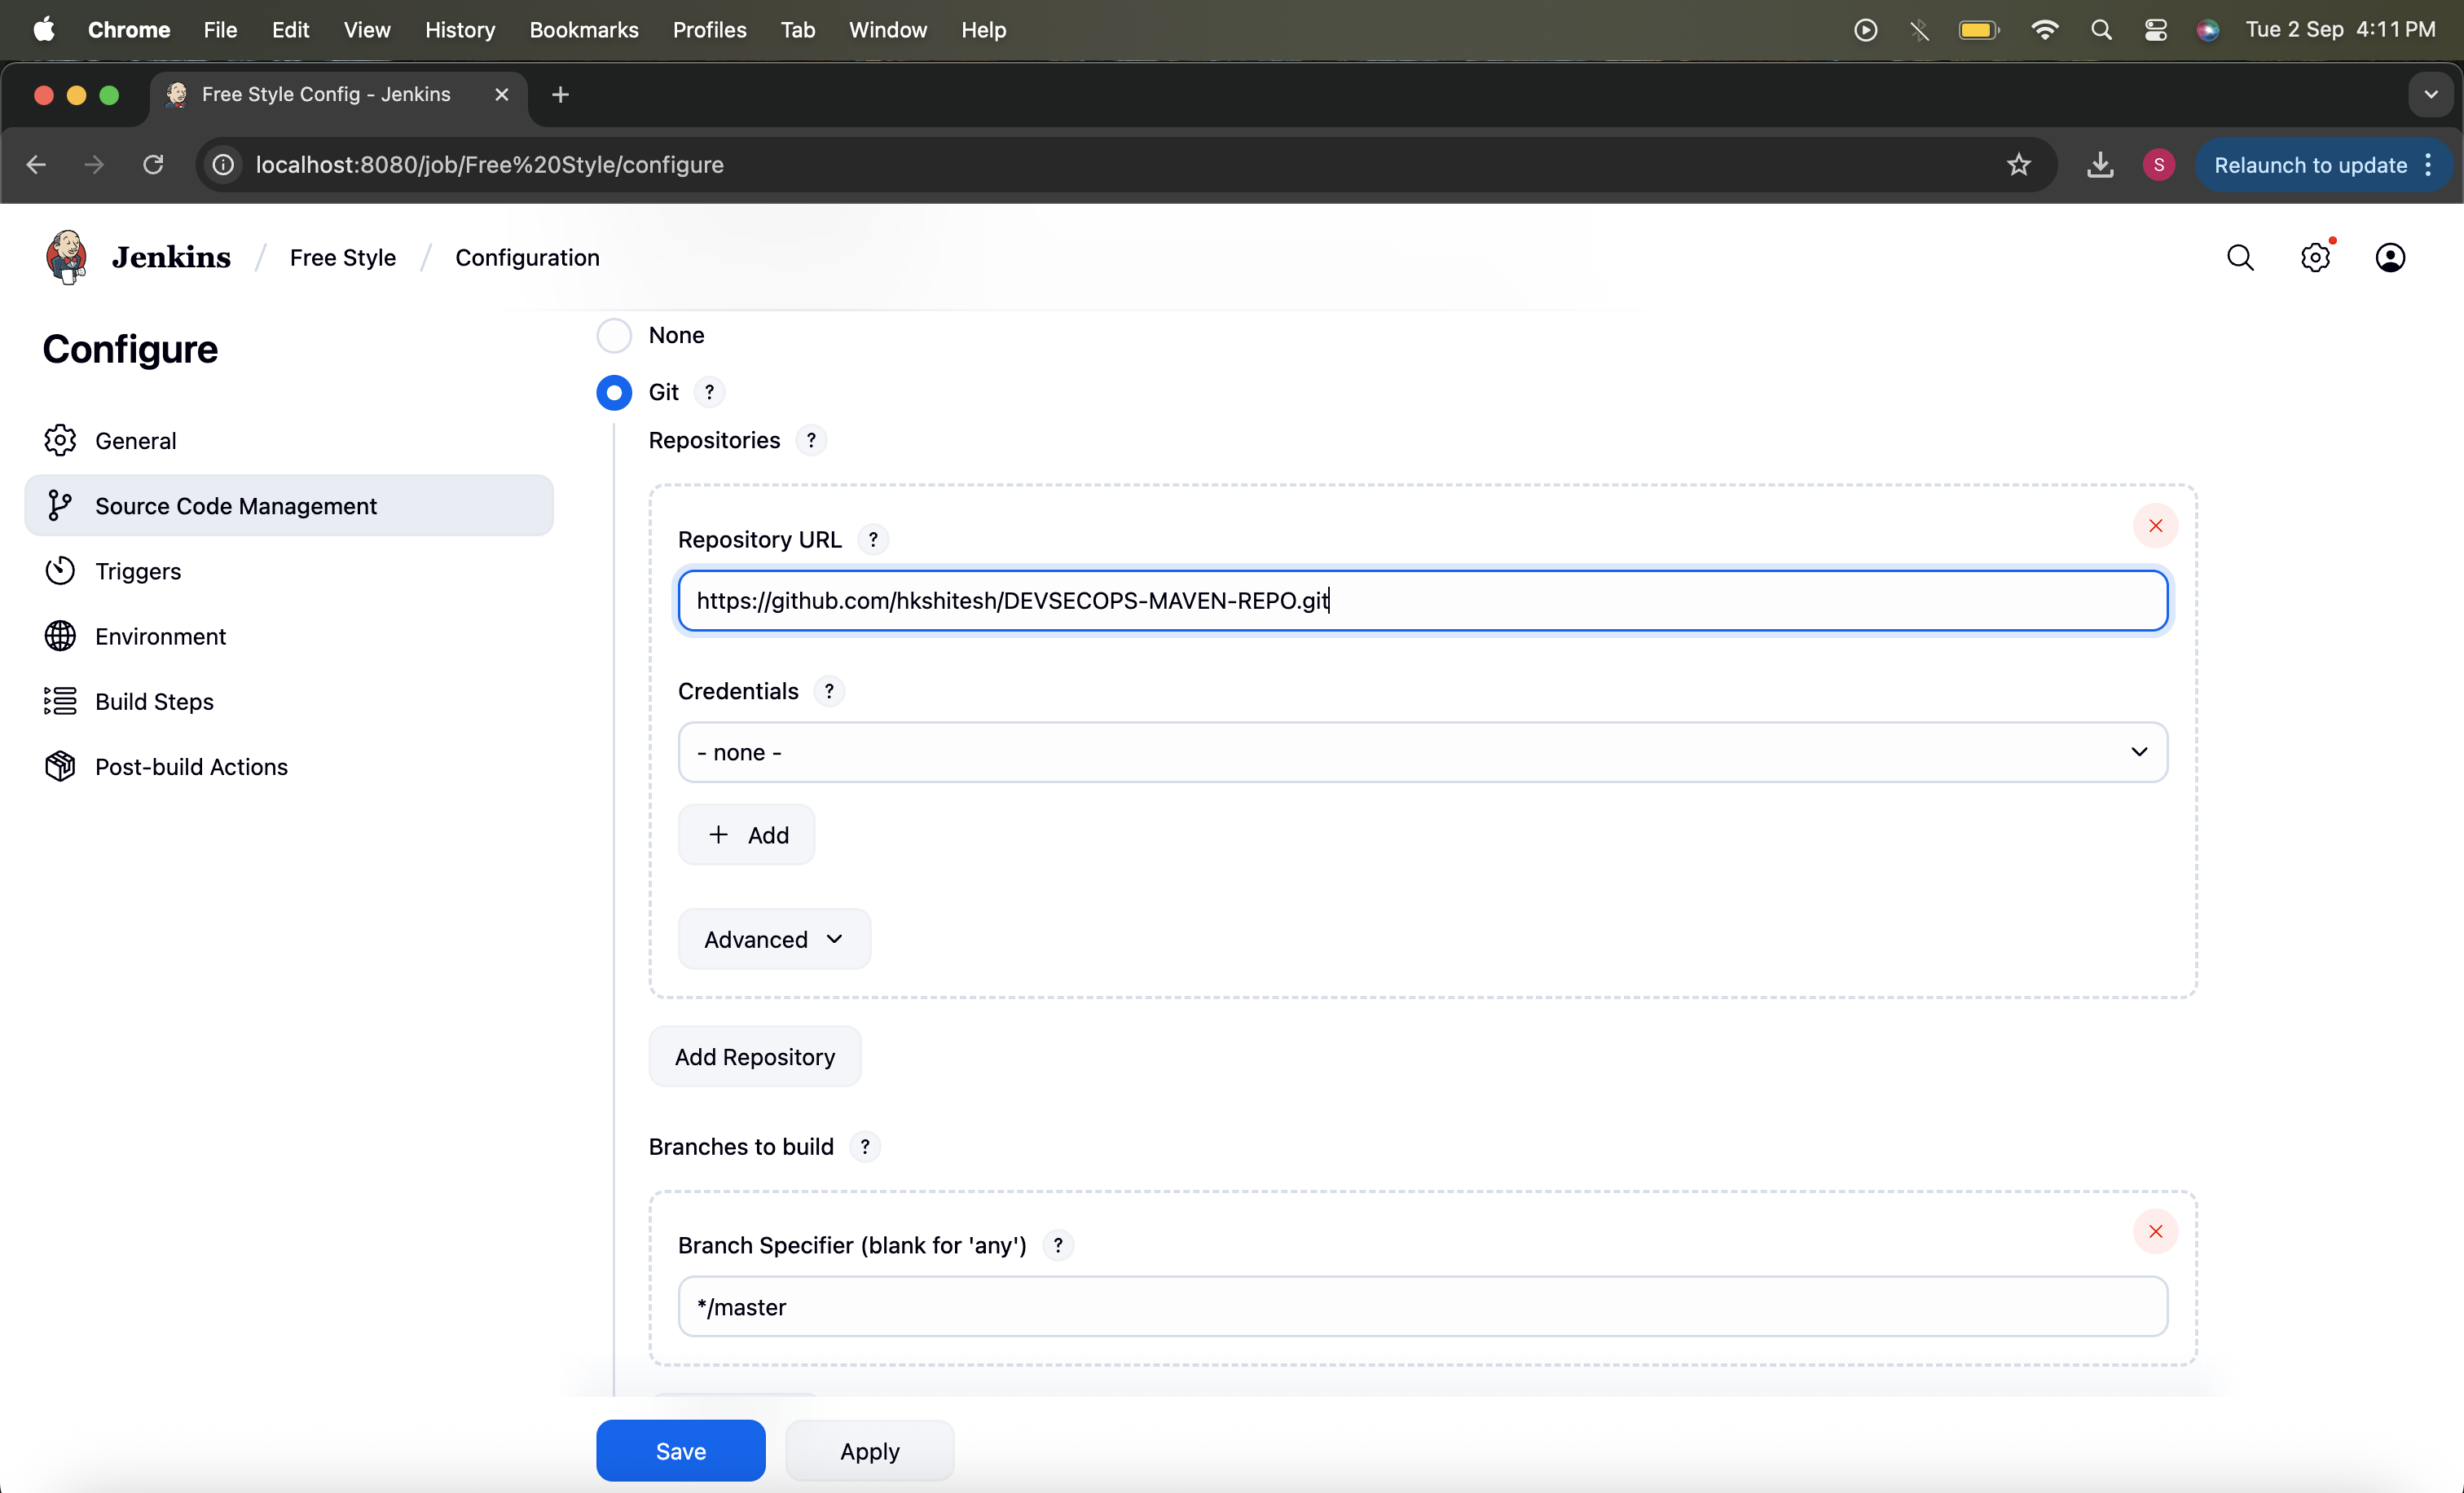 Chrome File Edit View History Bookmarks Profiles Tab Window Help Tue 2 Sep 4:11 PM
Free Style Config - Jenkins
localhost:8080/job/Free%20Style/configure S Relaunch to update
Jenkins / Free Style / Configuration
Configure
General
Source Code Management
Triggers
Environment
Build Steps
Post-build Actions
None
Git ?
Repositories ?
Repository URL ?
https://github.com/hkshitesh/DEVSECOPS-MAVEN-REPO.git
Credentials ?
- none -
+ Add
Advanced
Add Repository
Branches to build ?
Branch Specifier (blank for 'any') ?
*/master
Save Apply